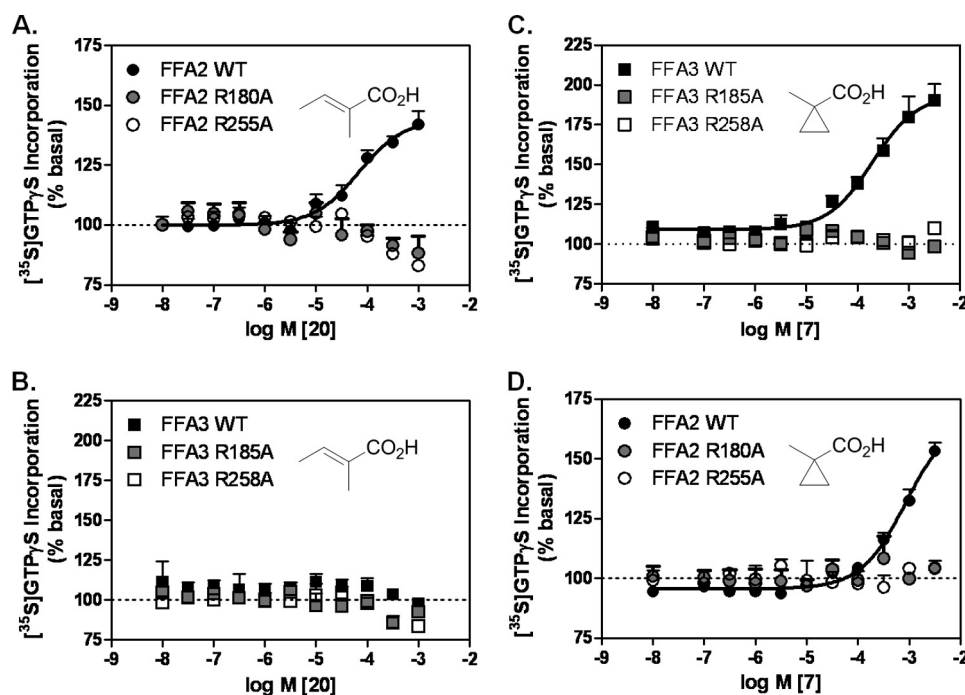 A.
[35S]GTPγS Incorporation
(% basal)
175
150
125
100
75
FFA2 WT
FFA2 R180A
FFA2 R255A
CO2H
-9 -8 -7 -6 -5 -4 -3 -2
log M [20]
B.
[35S]GTPγS Incorporation
(% basal)
225
200
175
150
125
100
75
FFA3 WT
FFA3 R185A
FFA3 R258A
CO2H
-9 -8 -7 -6 -5 -4 -3 -2 -1
log M [20]
C.
[35S]GTPγS Incorporation
(% basal)
225
200
175
150
125
100
75
FFA3 WT
FFA3 R185A
FFA3 R258A
CO2H
-9 -8 -7 -6 -5 -4 -3 -2
log M [7]
D.
[35S]GTPγS Incorporation
(% basal)
175
150
125
100
75
FFA2 WT
FFA2 R180A
FFA2 R255A
CO2H
-9 -8 -7 -6 -5 -4 -3 -2
log M [7]